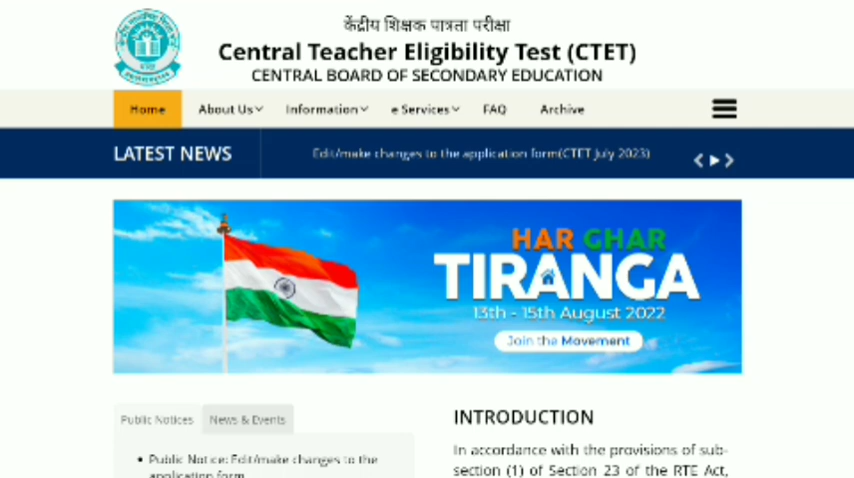 केंद्रीय शिक्षक पात्रता परीक्षा
Central Teacher Eligibility Test (CTET)
CENTRAL BOARD OF SECONDARY EDUCATION
Home About Us Information e Services FAQ Archive
LATEST NEWS Edit/make changes to the application form(CTET July 2023)
HAR GHAR
TIRANGA
13th - 15th August 2022
Join the Movement
Public Notices News & Events
INTRODUCTION
Public Notice: Edit/make changes to the
application form
In accordance with the provisions of sub-
section (1) of Section 23 of the RTE Act,